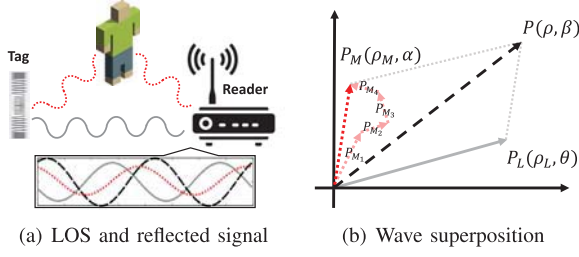 Tag
Reader
(a) LOS and reflected signal
P(ρ, β)
P_M(ρ_M, α)
P_{M_4}
P_{M_3}
P_{M_2}
P_{M_1}
P_L(ρ_L, θ)
(b) Wave superposition